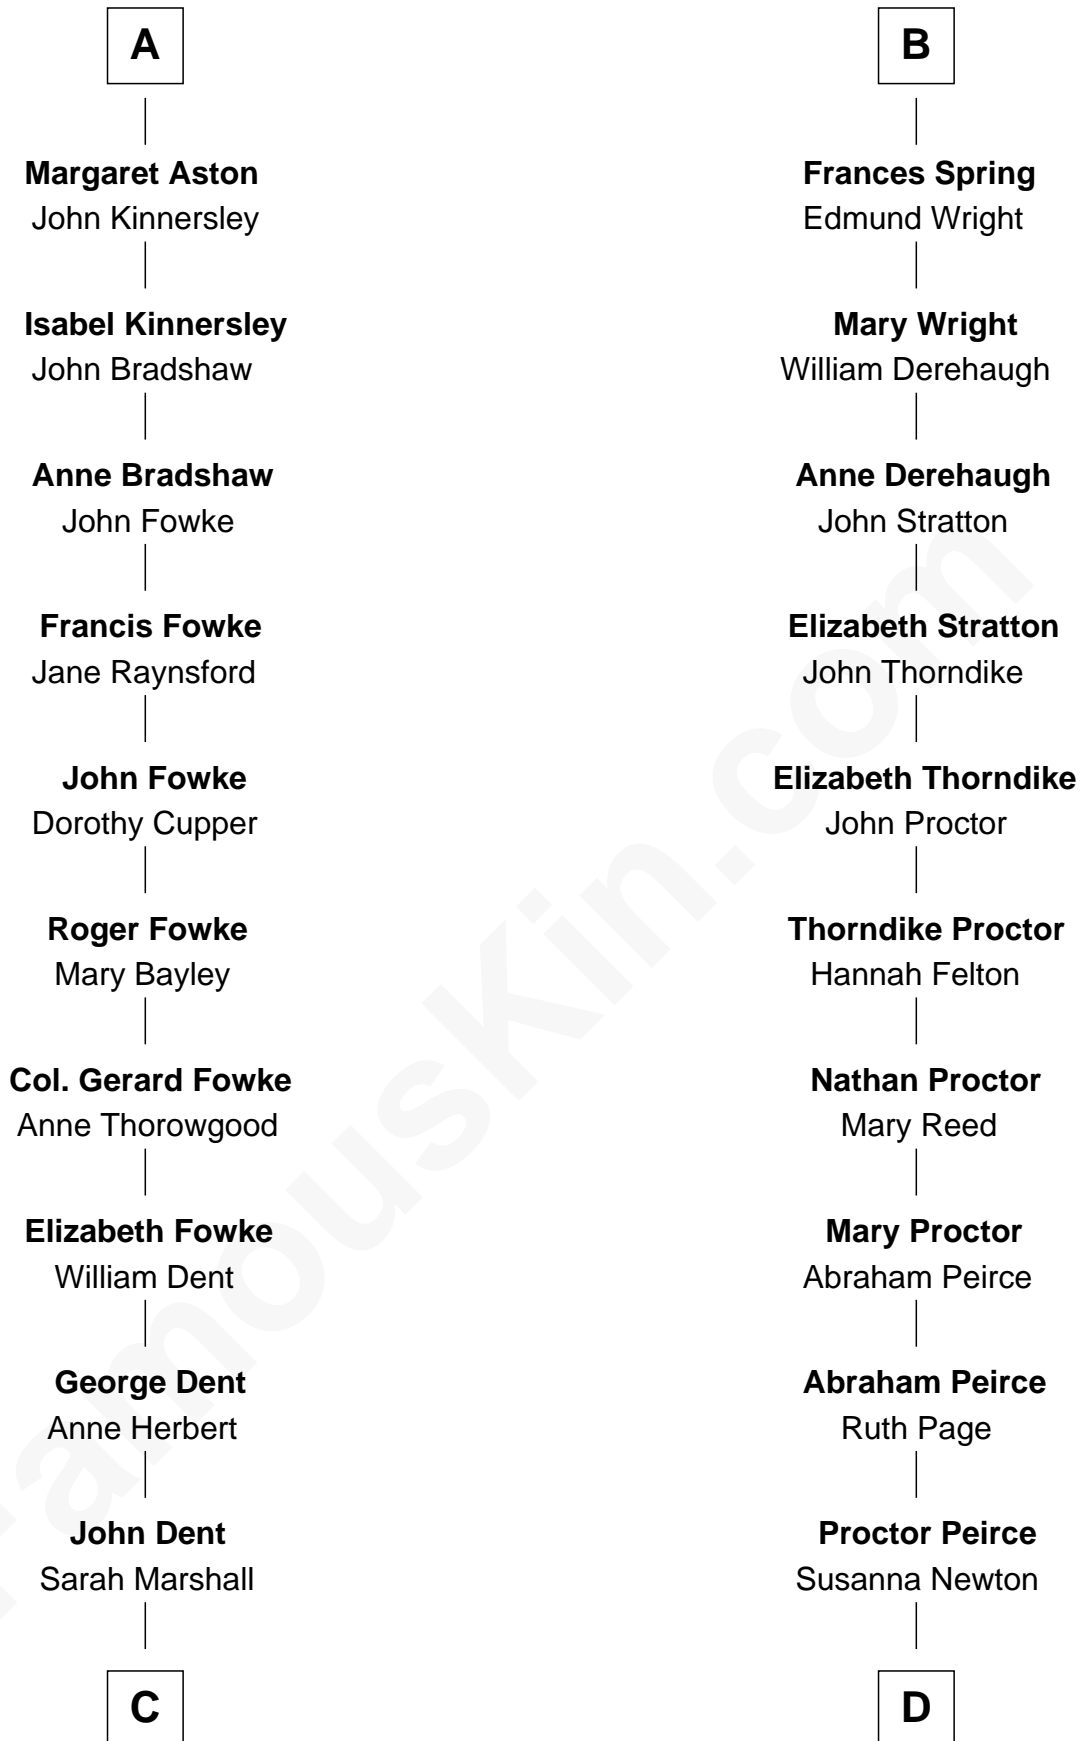 A
Margaret Aston
John Kinnersley
Isabel Kinnersley
John Bradshaw
Anne Bradshaw
John Fowke
Francis Fowke
Jane Raynsford
John Fowke
Dorothy Cupper
Roger Fowke
Mary Bayley
Col. Gerard Fowke
Anne Thorowgood
Elizabeth Fowke
William Dent
George Dent
Anne Herbert
John Dent
Sarah Marshall
C
B
Frances Spring
Edmund Wright
Mary Wright
William Derehaugh
Anne Derehaugh
John Stratton
Elizabeth Stratton
John Thorndike
Elizabeth Thorndike
John Proctor
Thorndike Proctor
Hannah Felton
Nathan Proctor
Mary Reed
Mary Proctor
Abraham Peirce
Abraham Peirce
Ruth Page
Proctor Peirce
Susanna Newton
D
FamousKin.com